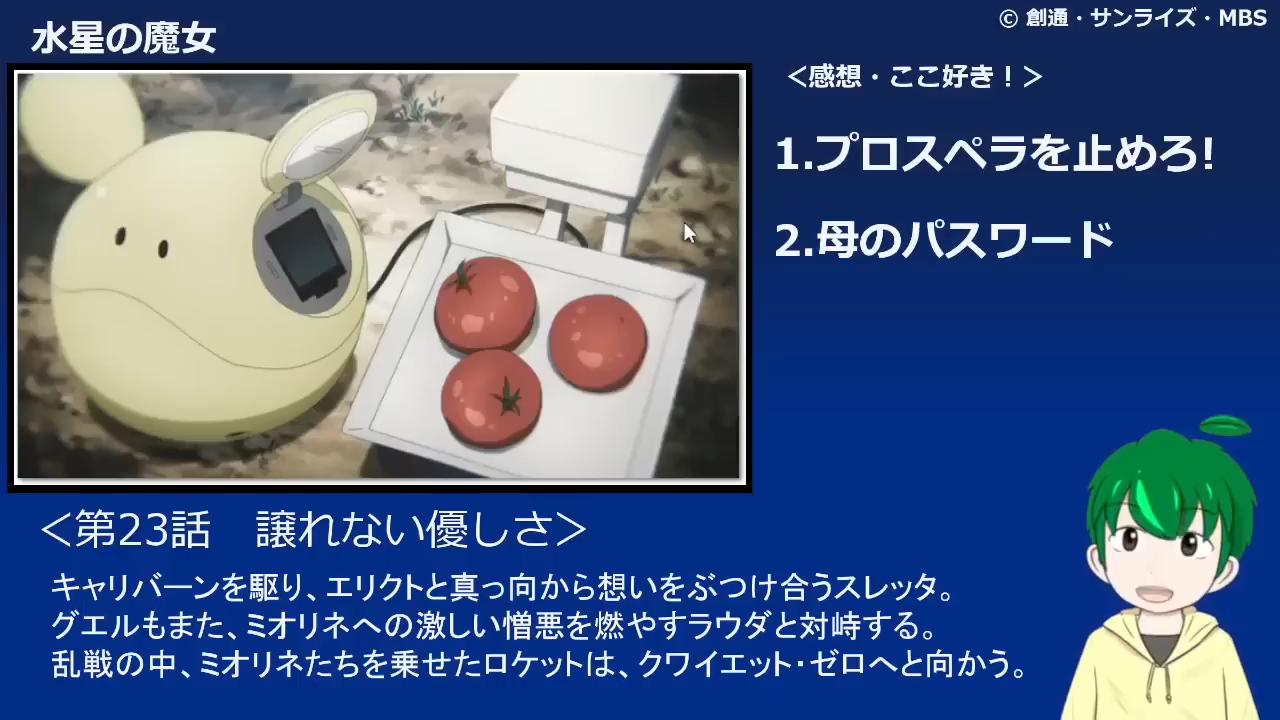 水星の魔女
© 創通・サンライズ・MBS
＜感想・ここ好き！＞
1.プロスペラを止めろ!
2.母のパスワード
＜第23話　譲れない優しさ＞
キャリバーンを駆り、エリクトと真っ向から想いをぶつけ合うスレッタ。
グエルもまた、ミオリネへの激しい憎悪を燃やすラウダと対峙する。
乱戦の中、ミオリネたちを乗せたロケットは、クワイエット・ゼロへと向かう。